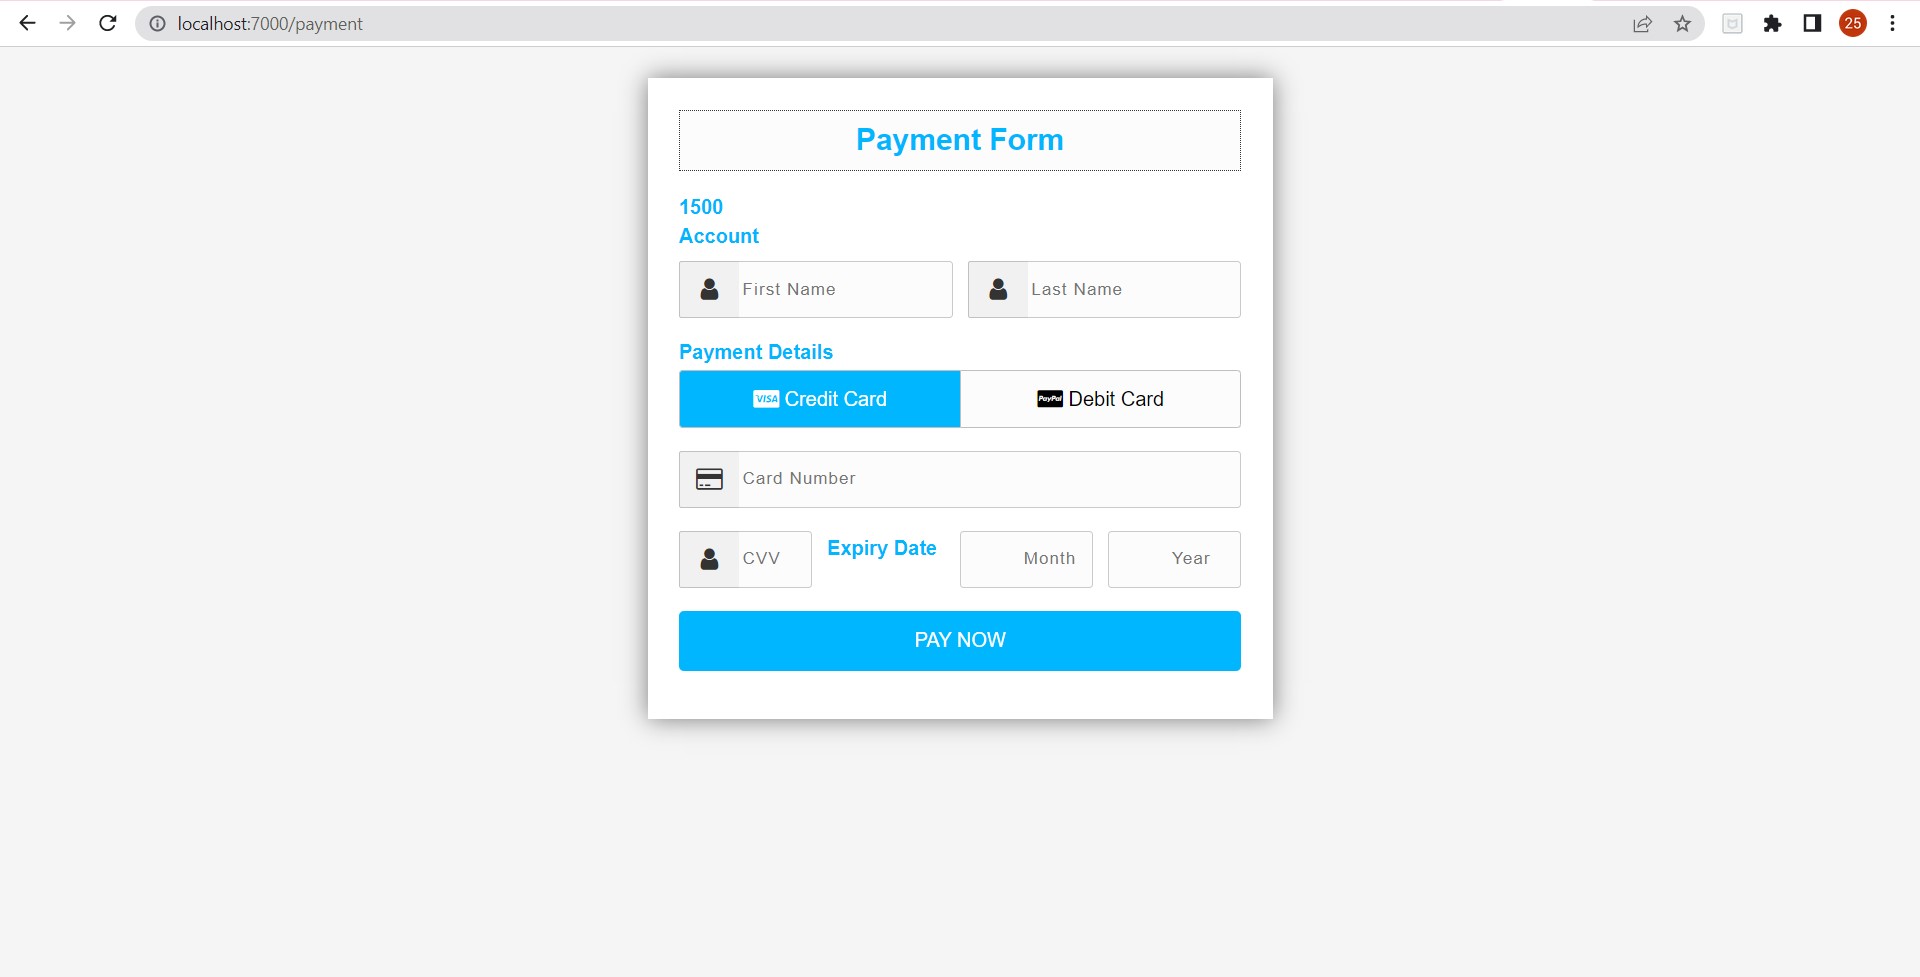 localhost:7000/payment
25
Payment Form
1500
Account
First Name Last Name
Payment Details
VISA Credit Card PayPal Debit Card
Card Number
CVV Expiry Date Month Year
PAY NOW